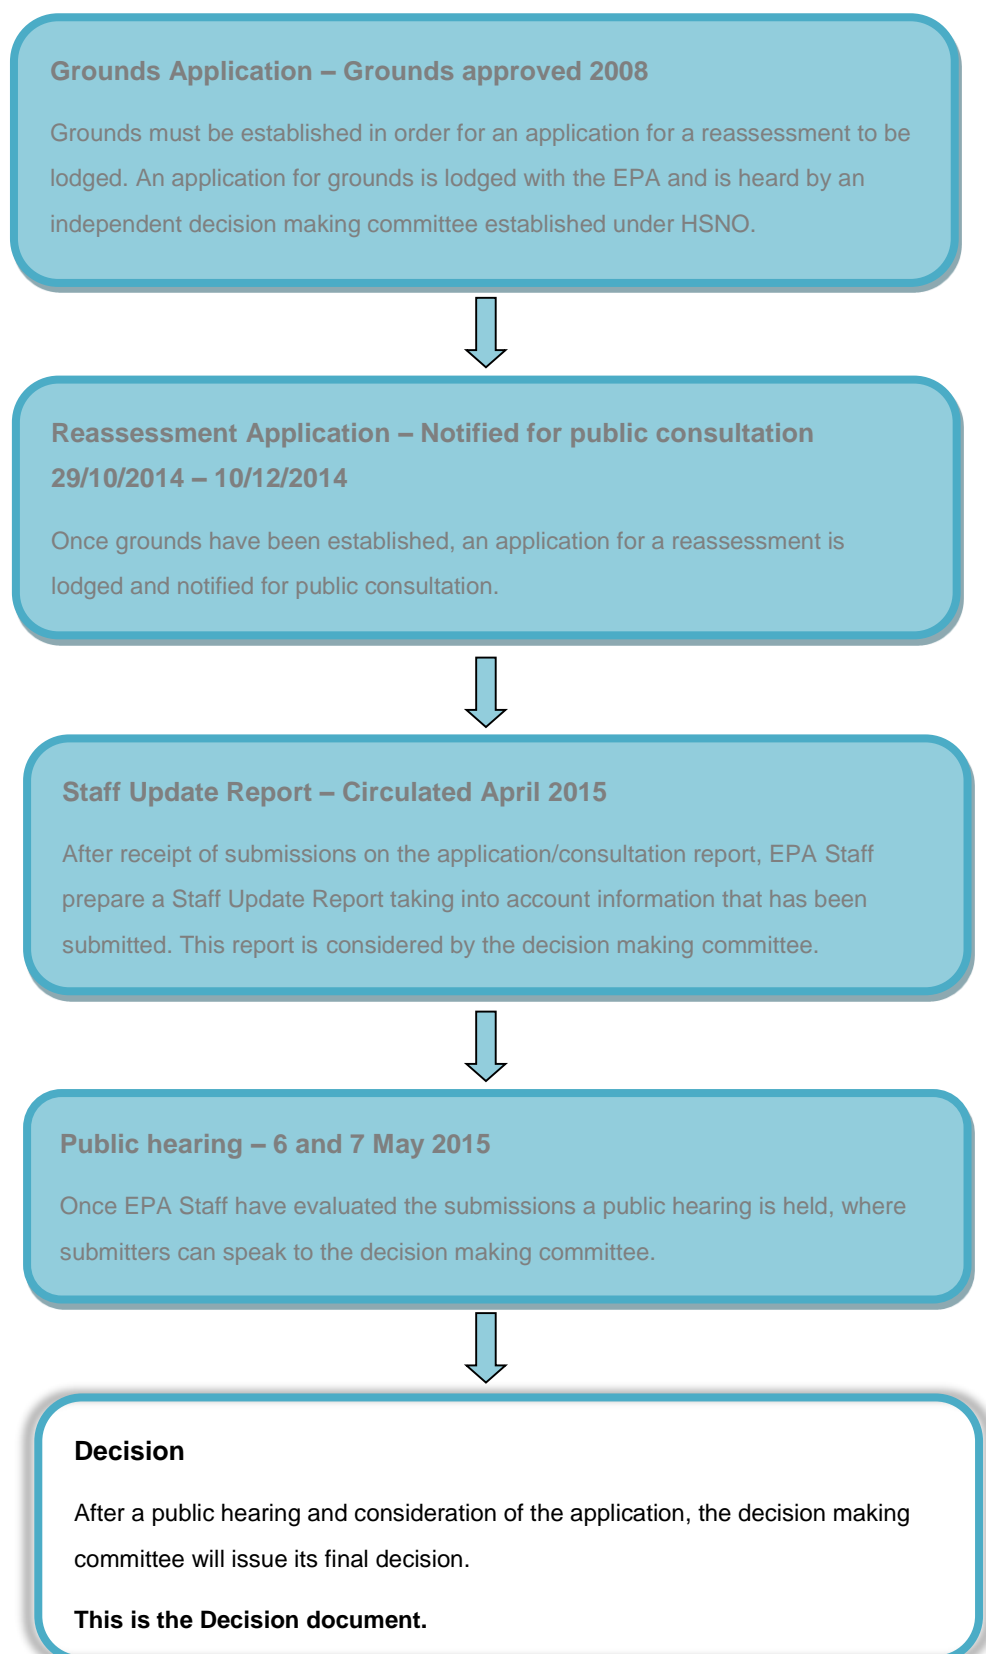 Grounds Application – Grounds approved 2008
Grounds must be established in order for an application for a reassessment to be
lodged. An application for grounds is lodged with the EPA and is heard by an
independent decision making committee established under HSNO.
Reassessment Application – Notified for public consultation
29/10/2014 – 10/12/2014
Once grounds have been established, an application for a reassessment is
lodged and notified for public consultation.
Staff Update Report – Circulated April 2015
After receipt of submissions on the application/consultation report, EPA Staff
prepare a Staff Update Report taking into account information that has been
submitted. This report is considered by the decision making committee.
Public hearing – 6 and 7 May 2015
Once EPA Staff have evaluated the submissions a public hearing is held, where
submitters can speak to the decision making committee.
Decision
After a public hearing and consideration of the application, the decision making
committee will issue its final decision.
This is the Decision document.